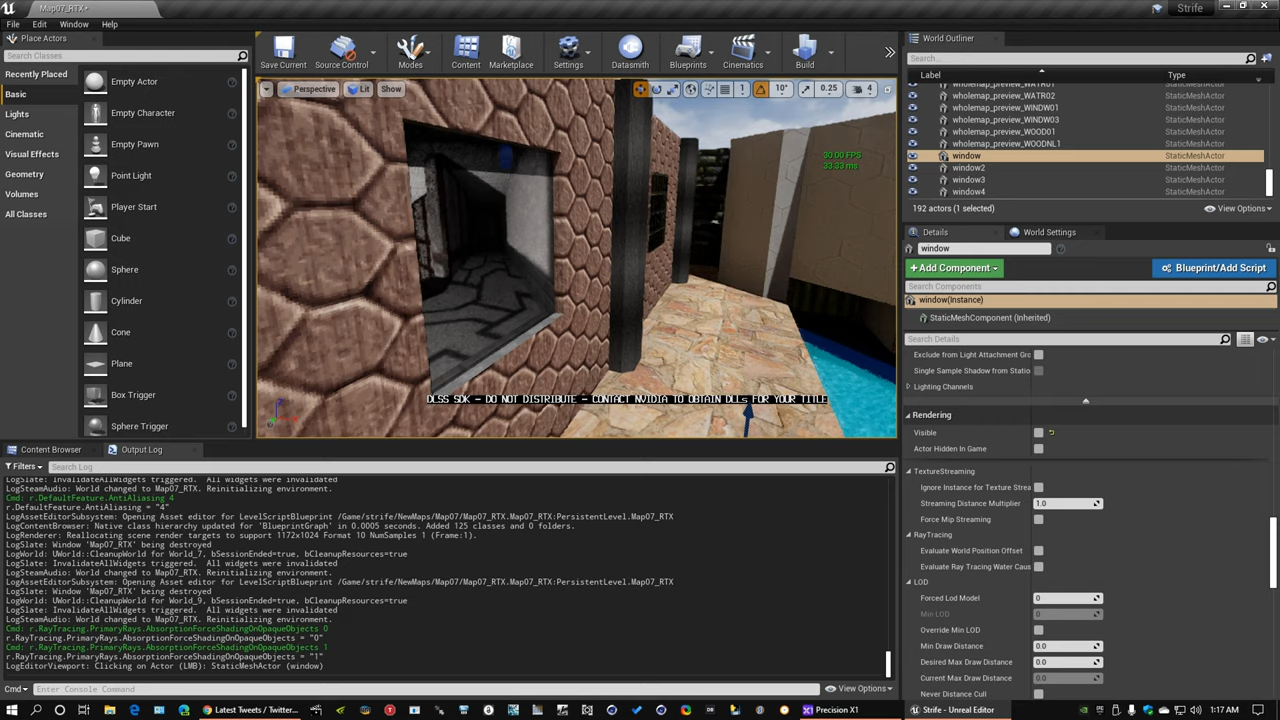 Map07_RTX*
Strife
File
Edit
Window
Help
Place Actors
Search Classes
Recently Placed
Basic
Lights
Cinematic
Visual Effects
Geometry
Volumes
All Classes
Empty Actor
Empty Character
Empty Pawn
Point Light
Player Start
Cube
Sphere
Cylinder
Cone
Plane
Box Trigger
Sphere Trigger
Save Current
Source Control
Modes
Content
Marketplace
Settings
Datasmith
Blueprints
Cinematics
Build
Perspective
Lit
Show
1
10°
0.25
4
30.00 FPS
33.33 ms
DLSS SDK - DO NOT DISTRIBUTE - CONTACT NVIDIA TO OBTAIN DLLs FOR YOUR TITLE
Content Browser
Output Log
Filters
Search Log
LogSlate: InvalidateAllWidgets triggered. All widgets were invalidated
LogSteamAudio: World changed to Map07_RTX. Reinitializing environment.
Cmd: r.DefaultFeature.AntiAliasing 4
r.DefaultFeature.AntiAliasing = "4"
LogAssetEditorSubsystem: Opening Asset editor for LevelScriptBlueprint /Game/strife/NewMaps/Map07/Map07_RTX.Map07_RTX:PersistentLevel.Map07_RTX
LogContentBrowser: Native class hierarchy updated for 'BlueprintGraph' in 0.0005 seconds. Added 125 classes and 0 folders.
LogRenderer: Reallocating scene render targets to support 1172x1024 Format 10 NumSamples 1 (Frame:1).
LogSlate: Window 'Map07_RTX' being destroyed
LogWorld: UWorld::CleanupWorld for World_7, bSessionEnded=true, bCleanupResources=true
LogSlate: InvalidateAllWidgets triggered. All widgets were invalidated
LogSteamAudio: World changed to Map07_RTX. Reinitializing environment.
LogAssetEditorSubsystem: Opening Asset editor for LevelScriptBlueprint /Game/strife/NewMaps/Map07/Map07_RTX.Map07_RTX:PersistentLevel.Map07_RTX
LogSlate: Window 'Map07_RTX' being destroyed
LogWorld: UWorld::CleanupWorld for World_9, bSessionEnded=true, bCleanupResources=true
LogSlate: InvalidateAllWidgets triggered. All widgets were invalidated
LogSteamAudio: World changed to Map07_RTX. Reinitializing environment.
Cmd: r.RayTracing.PrimaryRays.AbsorptionForceShadingOnOpaqueObjects 0
r.RayTracing.PrimaryRays.AbsorptionForceShadingOnOpaqueObjects = "0"
Cmd: r.RayTracing.PrimaryRays.AbsorptionForceShadingOnOpaqueObjects 1
r.RayTracing.PrimaryRays.AbsorptionForceShadingOnOpaqueObjects = "1"
LogEditorViewport: Clicking on Actor (LMB): StaticMeshActor (window)
Cmd
Enter Console Command
View Options
World Outliner
Search...
Label Type
wholemap_preview_WATR01 StaticMeshActor
wholemap_preview_WATR02 StaticMeshActor
wholemap_preview_WINDW01 StaticMeshActor
wholemap_preview_WINDW03 StaticMeshActor
wholemap_preview_WOOD01 StaticMeshActor
wholemap_preview_WOODNL1 StaticMeshActor
window StaticMeshActor
window2 StaticMeshActor
window3 StaticMeshActor
window4 StaticMeshActor
192 actors (1 selected)
View Options
Details
World Settings
window
+Add Component
Blueprint/Add Script
Search Components
window(Instance)
StaticMeshComponent (Inherited)
Search Details
Exclude from Light Attachment Gro
Single Sample Shadow from Statio
Lighting Channels
Rendering
Visible
Actor Hidden In Game
TextureStreaming
Ignore Instance for Texture Strea
Streaming Distance Multiplier 1.0
Force Mip Streaming
RayTracing
Evaluate World Position Offset
Evaluate Ray Tracing Water Caus
LOD
Forced Lod Model 0
Min LOD 0
Override Min LOD
Min Draw Distance 0.0
Desired Max Draw Distance 0.0
Current Max Draw Distance 0.0
Never Distance Cull
Latest Tweets / Twitter...
Precision X1
Strife - Unreal Editor
1:17 AM